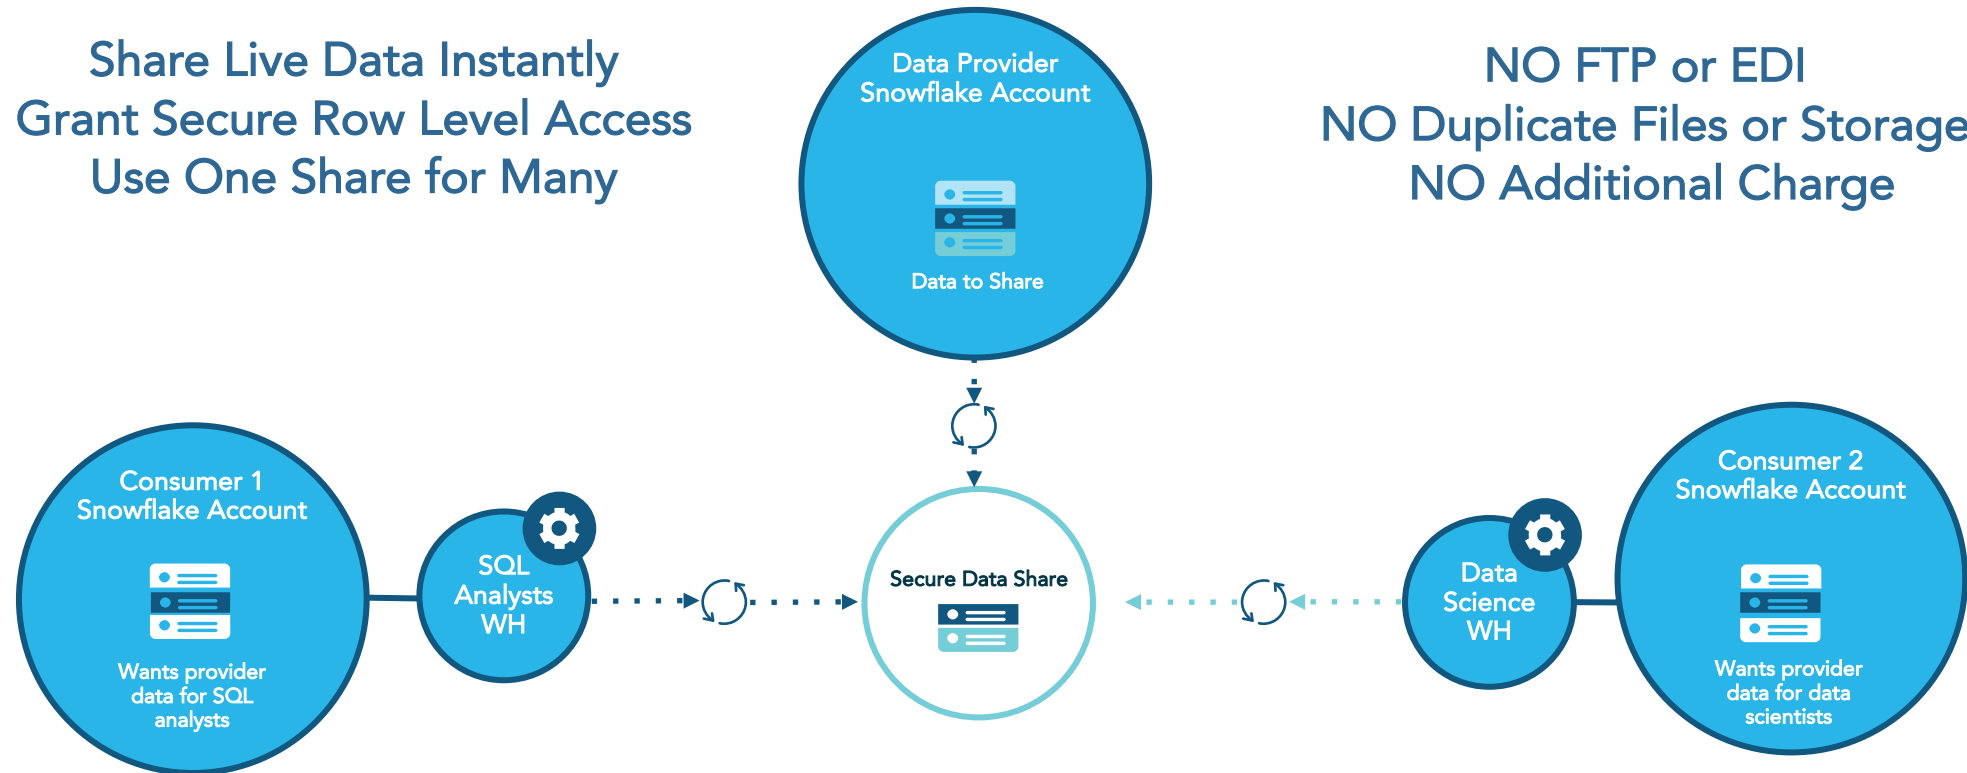 Share Live Data Instantly
Grant Secure Row Level Access
Use One Share for Many
Data Provider
Snowflake Account
Data to Share
NO FTP or EDI
NO Duplicate Files or Storage
NO Additional Charge
Consumer 1
Snowflake Account
Wants provider
data for SQL
analysts
SQL
Analysts
WH
Secure Data Share
Data
Science
WH
Consumer 2
Snowflake Account
Wants provider
data for data
scientists